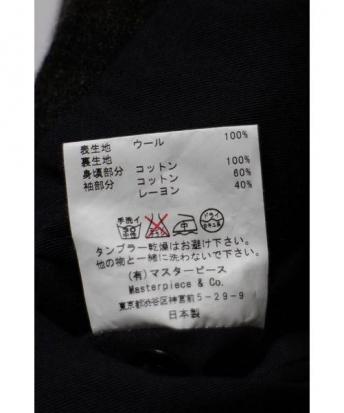 表生地　ウール　100%
裏生地
身頃部分　コットン　100%
袖部分　コットン　60%
レーヨン　40%
手洗イ
中
ドライ
タンブラー乾燥はお避け下さい。
他の物と一緒に洗わないで下さい。
(有)マスターピース
Masterpiece & Co.
東京都渋谷区神宮前5-29-9
日本製